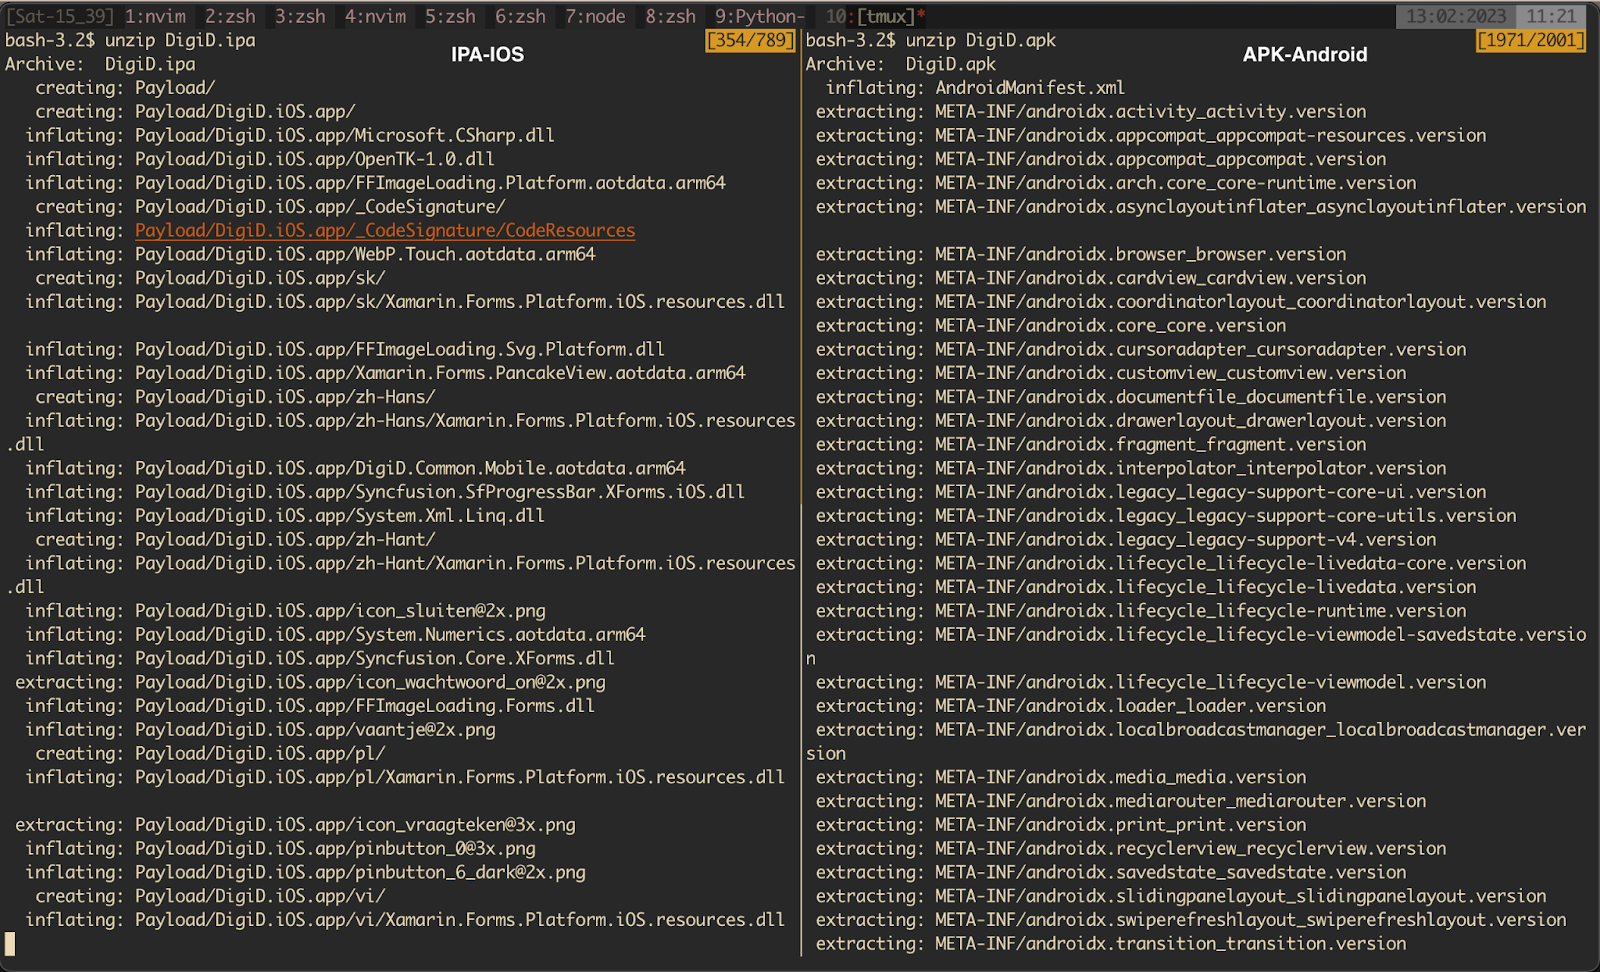 [Sat-15_39] 1:nvim 2:zsh 3:zsh 4:nvim 5:zsh 6:zsh 7:node 8:zsh 9:Python- 10:[tmux]* 13:02:2023 11:21
bash-3.2$ unzip DigiD.ipa [354/789]
IPA-IOS
Archive: DigiD.ipa
creating: Payload/
creating: Payload/DigiD.iOS.app/
inflating: Payload/DigiD.iOS.app/Microsoft.CSharp.dll
inflating: Payload/DigiD.iOS.app/OpenTK-1.0.dll
inflating: Payload/DigiD.iOS.app/FFImageLoading.Platform.aotdata.arm64
creating: Payload/DigiD.iOS.app/_CodeSignature/
inflating: Payload/DigiD.iOS.app/_CodeSignature/CodeResources
inflating: Payload/DigiD.iOS.app/WebP.Touch.aotdata.arm64
creating: Payload/DigiD.iOS.app/sk/
inflating: Payload/DigiD.iOS.app/sk/Xamarin.Forms.Platform.iOS.resources.dll
inflating: Payload/DigiD.iOS.app/FFImageLoading.Svg.Platform.dll
inflating: Payload/DigiD.iOS.app/Xamarin.Forms.PancakeView.aotdata.arm64
creating: Payload/DigiD.iOS.app/zh-Hans/
inflating: Payload/DigiD.iOS.app/zh-Hans/Xamarin.Forms.Platform.iOS.resources
.dll
inflating: Payload/DigiD.iOS.app/DigiD.Common.Mobile.aotdata.arm64
inflating: Payload/DigiD.iOS.app/Syncfusion.SfProgressBar.XForms.iOS.dll
inflating: Payload/DigiD.iOS.app/System.Xml.Linq.dll
creating: Payload/DigiD.iOS.app/zh-Hant/
inflating: Payload/DigiD.iOS.app/zh-Hant/Xamarin.Forms.Platform.iOS.resources
.dll
inflating: Payload/DigiD.iOS.app/icon_sluiten@2x.png
inflating: Payload/DigiD.iOS.app/System.Numerics.aotdata.arm64
inflating: Payload/DigiD.iOS.app/Syncfusion.Core.XForms.dll
extracting: Payload/DigiD.iOS.app/icon_wachtwoord_on@2x.png
inflating: Payload/DigiD.iOS.app/FFImageLoading.Forms.dll
inflating: Payload/DigiD.iOS.app/vaantje@2x.png
creating: Payload/DigiD.iOS.app/pl/
inflating: Payload/DigiD.iOS.app/pl/Xamarin.Forms.Platform.iOS.resources.dll
extracting: Payload/DigiD.iOS.app/icon_vraagteken@3x.png
inflating: Payload/DigiD.iOS.app/pinbutton_0@3x.png
inflating: Payload/DigiD.iOS.app/pinbutton_6_dark@2x.png
creating: Payload/DigiD.iOS.app/vi/
inflating: Payload/DigiD.iOS.app/vi/Xamarin.Forms.Platform.iOS.resources.dll
bash-3.2$ unzip DigiD.apk [1971/2001]
APK-Android
Archive: DigiD.apk
inflating: AndroidManifest.xml
extracting: META-INF/androidx.activity_activity.version
extracting: META-INF/androidx.appcompat_appcompat-resources.version
extracting: META-INF/androidx.appcompat_appcompat.version
extracting: META-INF/androidx.arch.core_core-runtime.version
extracting: META-INF/androidx.asynclayoutinflater_asynclayoutinflater.version
extracting: META-INF/androidx.browser_browser.version
extracting: META-INF/androidx.cardview_cardview.version
extracting: META-INF/androidx.coordinatorlayout_coordinatorlayout.version
extracting: META-INF/androidx.core_core.version
extracting: META-INF/androidx.cursoradapter_cursoradapter.version
extracting: META-INF/androidx.customview_customview.version
extracting: META-INF/androidx.documentfile_documentfile.version
extracting: META-INF/androidx.drawerlayout_drawerlayout.version
extracting: META-INF/androidx.fragment_fragment.version
extracting: META-INF/androidx.interpolator_interpolator.version
extracting: META-INF/androidx.legacy_legacy-support-core-ui.version
extracting: META-INF/androidx.legacy_legacy-support-core-utils.version
extracting: META-INF/androidx.legacy_legacy-support-v4.version
extracting: META-INF/androidx.lifecycle_lifecycle-livedata-core.version
extracting: META-INF/androidx.lifecycle_lifecycle-livedata.version
extracting: META-INF/androidx.lifecycle_lifecycle-runtime.version
extracting: META-INF/androidx.lifecycle_lifecycle-viewmodel-savedstate.versio
n
extracting: META-INF/androidx.lifecycle_lifecycle-viewmodel.version
extracting: META-INF/androidx.loader_loader.version
extracting: META-INF/androidx.localbroadcastmanager_localbroadcastmanager.ver
sion
extracting: META-INF/androidx.media_media.version
extracting: META-INF/androidx.mediarouter_mediarouter.version
extracting: META-INF/androidx.print_print.version
extracting: META-INF/androidx.recyclerview_recyclerview.version
extracting: META-INF/androidx.savedstate_savedstate.version
extracting: META-INF/androidx.slidingpanelayout_slidingpanelayout.version
extracting: META-INF/androidx.swiperefreshlayout_swiperefreshlayout.version
extracting: META-INF/androidx.transition_transition.version